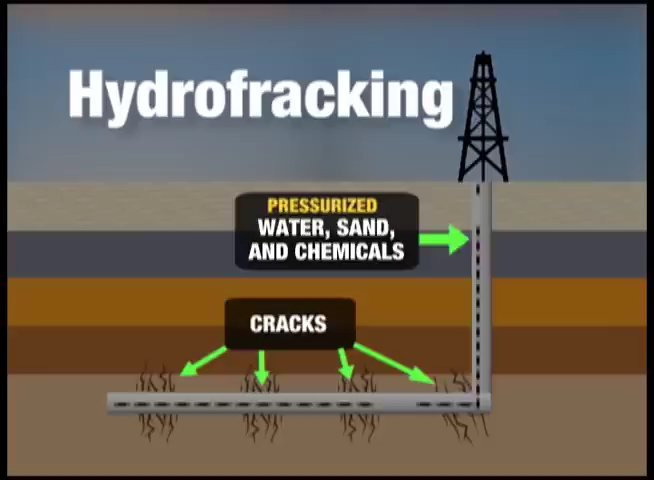 Hydrofracking
PRESSURIZED
WATER, SAND,
AND CHEMICALS
CRACKS